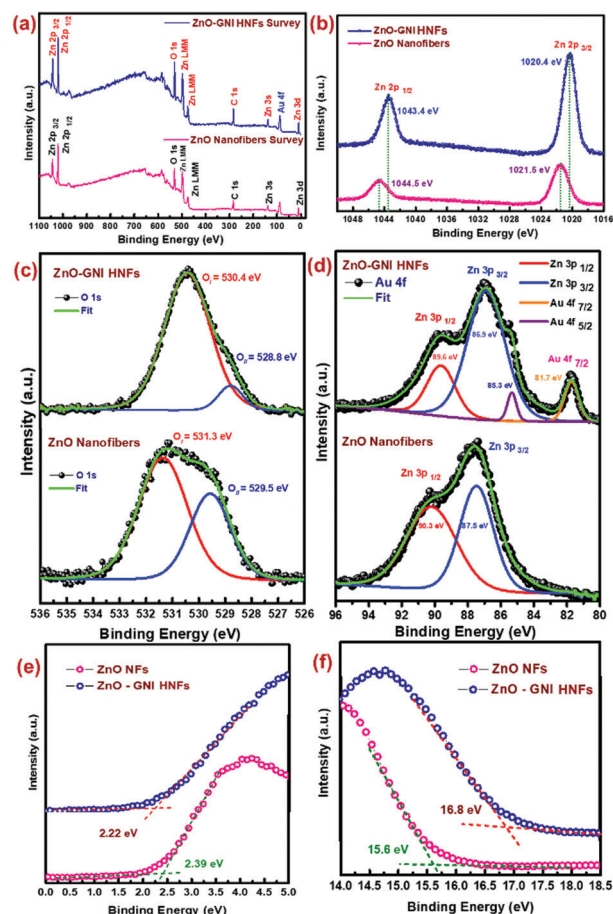 (a)
ZnO-GNI HNFs Survey
ZnO Nanofibers Survey
Zn 2p 3/2
Zn 2p 1/2
O 1s
Zn LMM
Zn LMM
C 1s
Zn 3s
Au 4f
Zn 3d
Zn 2p 3/2
Zn 2p 1/2
O 1s
Zn LMM
Zn LMM
C 1s
Zn 3s
Zn 3d
Intensity (a.u.)
1100 1000 900 800 700 600 500 400 300 200 100 0
Binding Energy (eV)
(b)
ZnO-GNI HNFs
ZnO Nanofibers
Zn 2p 3/2
1020.4 eV
Zn 2p 1/2
1043.4 eV
1021.5 eV
1044.5 eV
Intensity (a.u.)
1048 1044 1040 1036 1032 1028 1024 1020 1016
Binding Energy (eV)
(c)
ZnO-GNI HNFs
O 1s
Fit
OI = 530.4 eV
OII = 528.8 eV
ZnO Nanofibers
O 1s
Fit
OI = 531.3 eV
OII = 529.5 eV
Intensity (a.u.)
536 535 534 533 532 531 530 529 528 527 526
Binding Energy (eV)
(d)
ZnO-GNI HNFs
Au 4f
Fit
Zn 3p 1/2
Zn 3p 3/2
Au 4f 7/2
Au 4f 5/2
Zn 3p 3/2
Zn 3p 1/2
86.9 eV
89.6 eV
85.3 eV
Au 4f 7/2
81.7 eV
ZnO Nanofibers
Zn 3p 3/2
Zn 3p 1/2
90.3 eV
87.5 eV
Intensity (a.u.)
96 94 92 90 88 86 84 82 80
Binding Energy (eV)
(e)
ZnO NFs
ZnO - GNI HNFs
2.22 eV
2.39 eV
Intensity (a.u.)
0.0 0.5 1.0 1.5 2.0 2.5 3.0 3.5 4.0 4.5 5.0
Binding Energy (eV)
(f)
ZnO NFs
ZnO - GNI HNFs
16.8 eV
15.6 eV
Intensity (a.u.)
14.0 14.5 15.0 15.5 16.0 16.5 17.0 17.5 18.0 18.5
Binding Energy (eV)